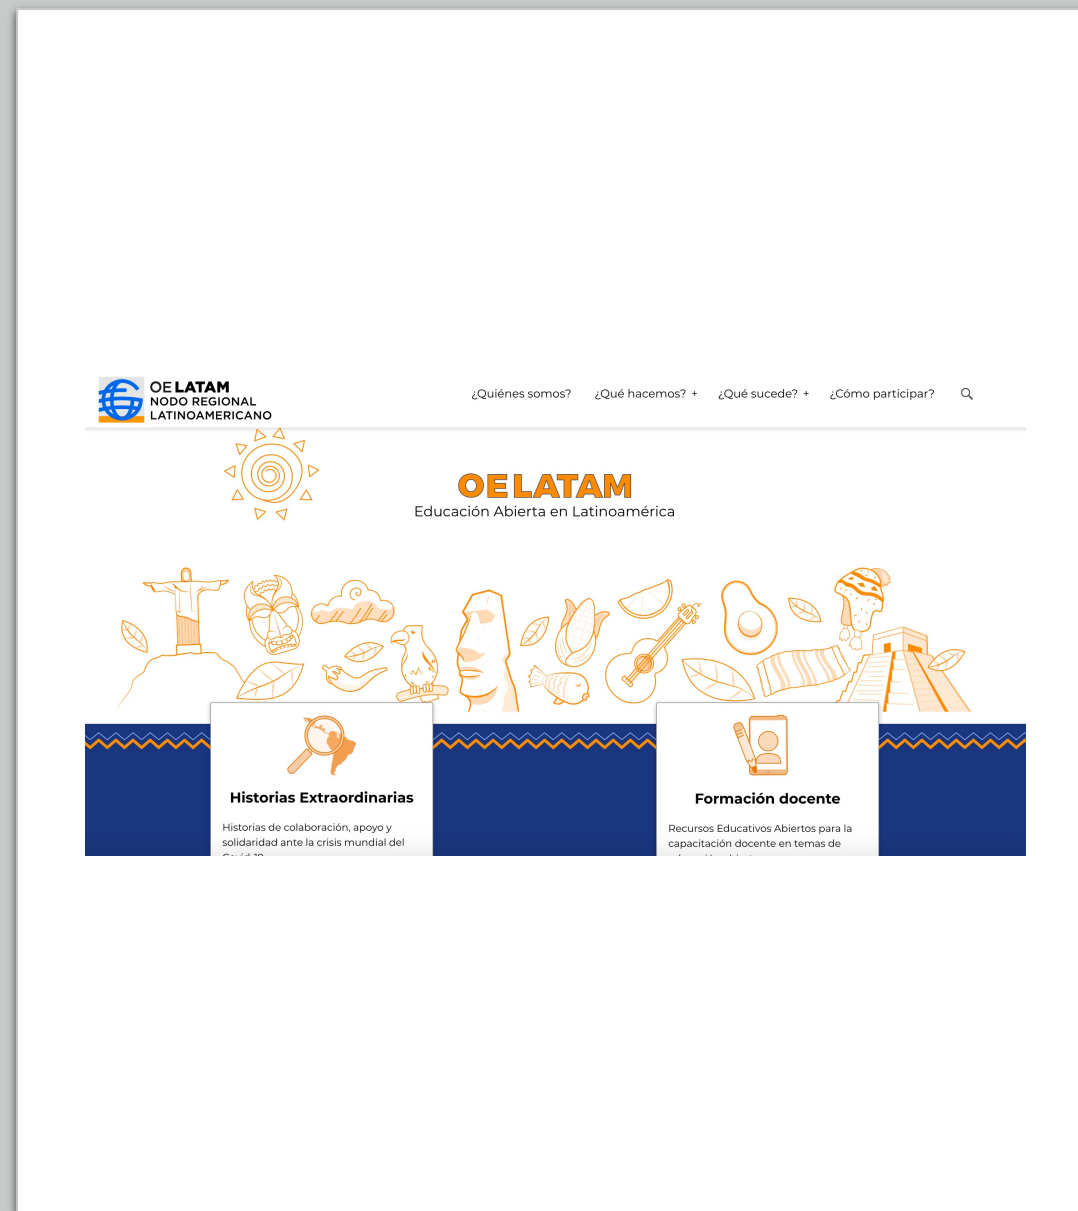 OE LATAM
NODO REGIONAL
LATINOAMERICANO
¿Quiénes somos? ¿Qué hacemos? + ¿Qué sucede? + ¿Cómo participar?
OE LATAM
Educación Abierta en Latinoamérica
Historias Extraordinarias
Historias de colaboración, apoyo y
solidaridad ante la crisis mundial del
Formación docente
Recursos Educativos Abiertos para la
capacitación docente en temas de